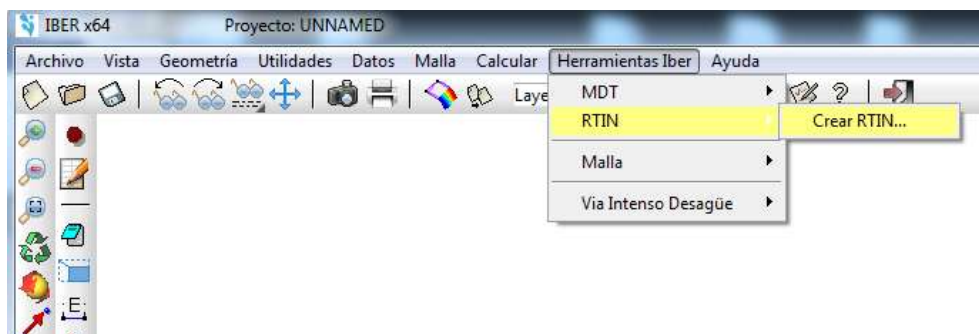 IBER x64 Proyecto: UNNAMED
Archivo Vista Geometría Utilidades Datos Malla Calcular Herramientas Iber Ayuda
Laye
MDT
RTIN
Crear RTIN...
Malla
Via Intenso Desagüe
E